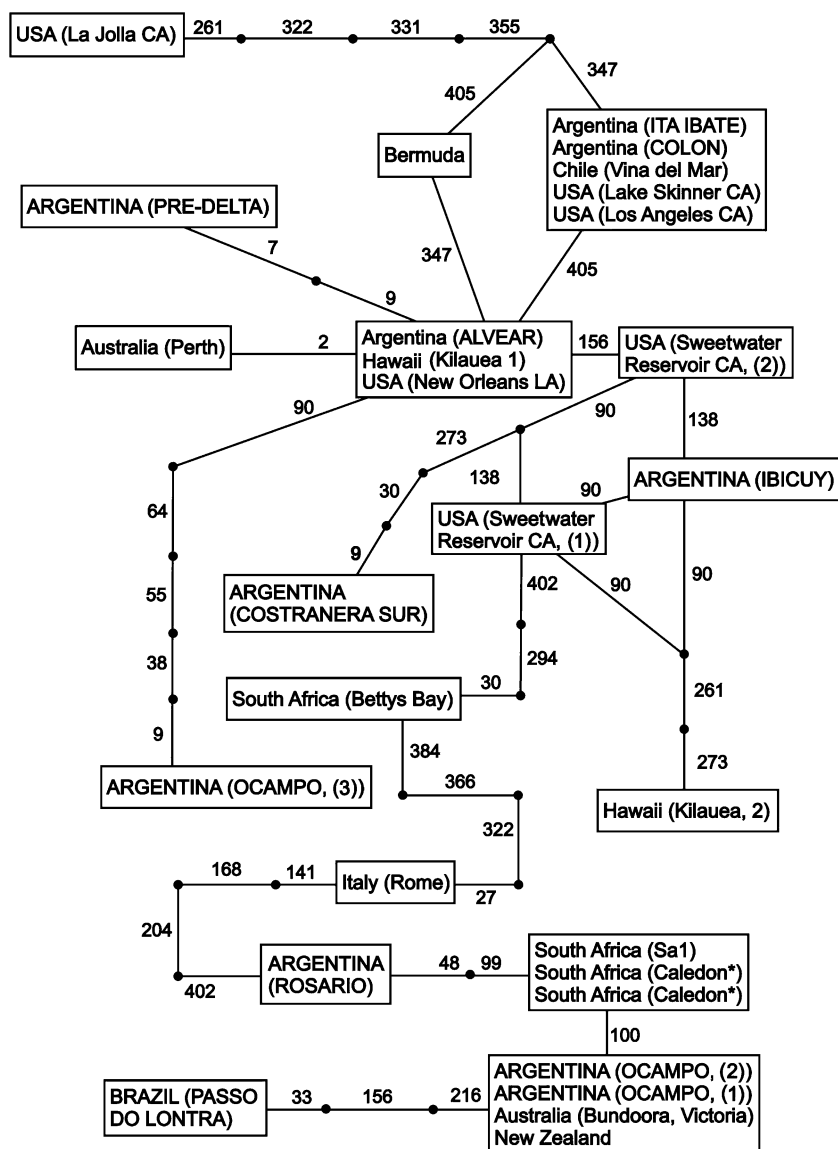 USA (La Jolla CA)
261
322
331
355
405
347
Bermuda
Argentina (ITA IBATE)
Argentina (COLON)
Chile (Vina del Mar)
USA (Lake Skinner CA)
USA (Los Angeles CA)
ARGENTINA (PRE-DELTA)
7
9
347
405
Australia (Perth)
2
Argentina (ALVEAR)
Hawaii (Kilauea 1)
USA (New Orleans LA)
156
USA (Sweetwater
Reservoir CA, (2))
90
90
138
273
138
30
9
90
ARGENTINA (IBICUY)
USA (Sweetwater
Reservoir CA, (1))
64
55
38
9
ARGENTINA
(COSTRANERA SUR)
402
90
90
294
261
273
South Africa (Bettys Bay)
30
384
366
322
27
ARGENTINA (OCAMPO, (3))
Hawaii (Kilauea, 2)
168
141
Italy (Rome)
204
402
ARGENTINA
(ROSARIO)
48
99
South Africa (Sa1)
South Africa (Caledon*)
South Africa (Caledon*)
100
BRAZIL (PASSO
DO LONTRA)
33
156
216
ARGENTINA (OCAMPO, (2))
ARGENTINA (OCAMPO, (1))
Australia (Bundoora, Victoria)
New Zealand